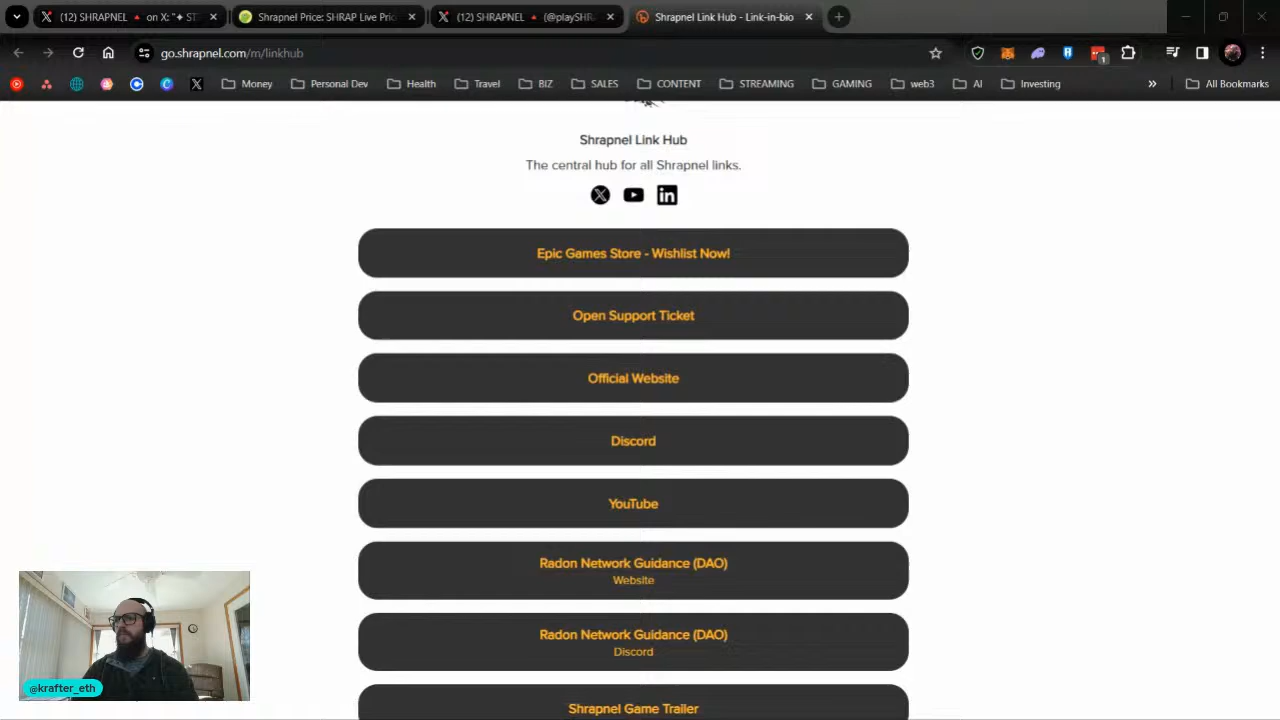 (12) SHRAPNEL 🔺 on X: "✦ ST
Shrapnel Price: SHRAP Live Pric
(12) SHRAPNEL 🔺 (@playSHR
Shrapnel Link Hub - Link-in-bio
go.shrapnel.com/m/linkhub
1
Money
Personal Dev
Health
Travel
BIZ
SALES
CONTENT
STREAMING
GAMING
web3
AI
Investing
All Bookmarks
Shrapnel Link Hub
The central hub for all Shrapnel links.
Epic Games Store - Wishlist Now!
Open Support Ticket
Official Website
Discord
YouTube
Radon Network Guidance (DAO)
Website
Radon Network Guidance (DAO)
Discord
Shrapnel Game Trailer
@krafter_eth